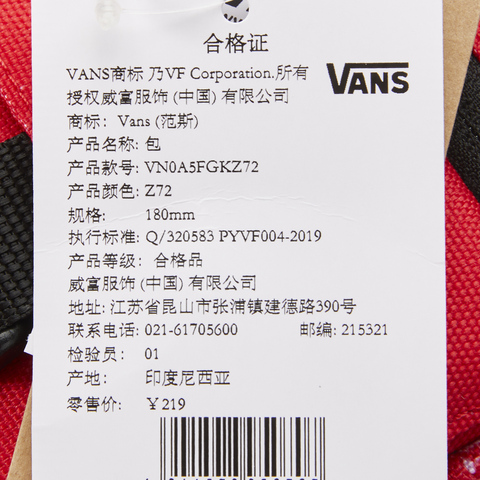 合格证
VANS商标 乃VF Corporation.所有
VANS
授权威富服饰 (中国) 有限公司
商标: Vans (范斯)
产品名称: 包
产品款号: VN0A5FGKZ72
产品颜色: Z72
规格: 180mm
执行标准: Q/320583 PYVF004-2019
产品等级: 合格品
威富服饰 (中国) 有限公司
地址: 江苏省昆山市张浦镇建德路390号
联系电话: 021-61705600 邮编: 215321
检验员: 01
产地: 印度尼西亚
零售价: ￥219